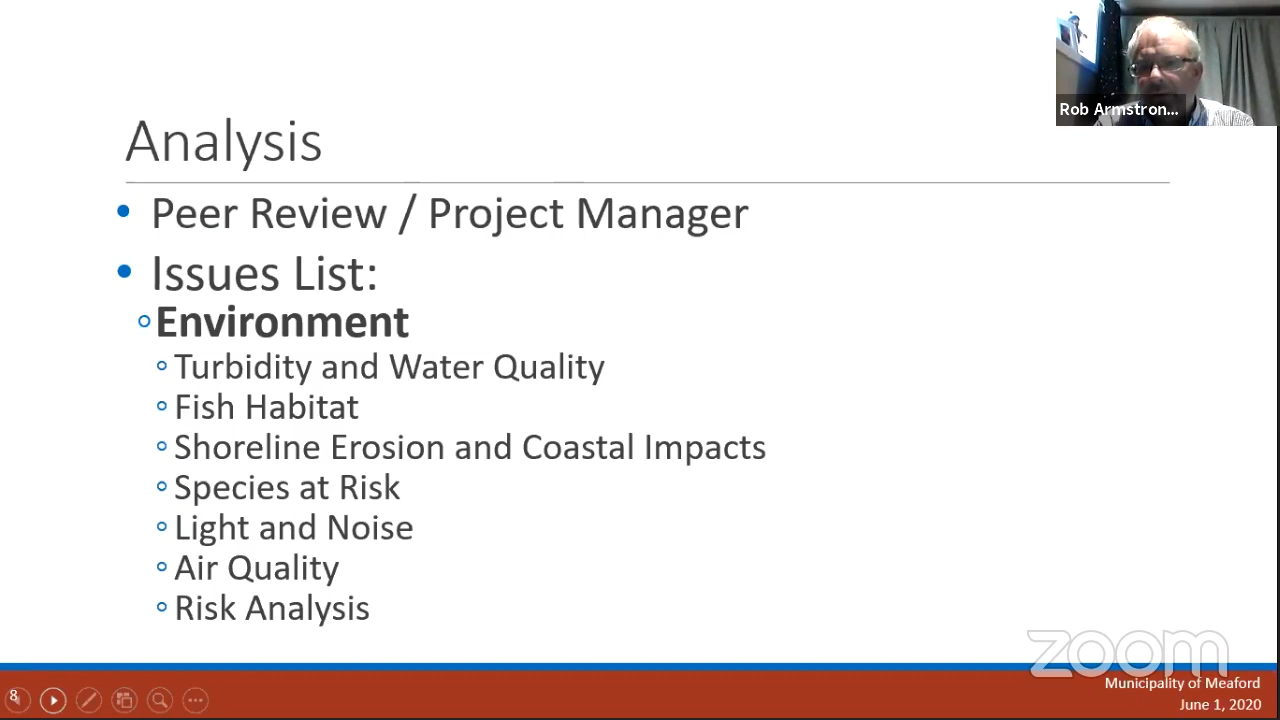 Rob Armstron...
Analysis
• Peer Review / Project Manager
• Issues List:
◦ Environment
◦ Turbidity and Water Quality
◦ Fish Habitat
◦ Shoreline Erosion and Coastal Impacts
◦ Species at Risk
◦ Light and Noise
◦ Air Quality
◦ Risk Analysis
zoom
Municipality of Meaford
June 1, 2020
8